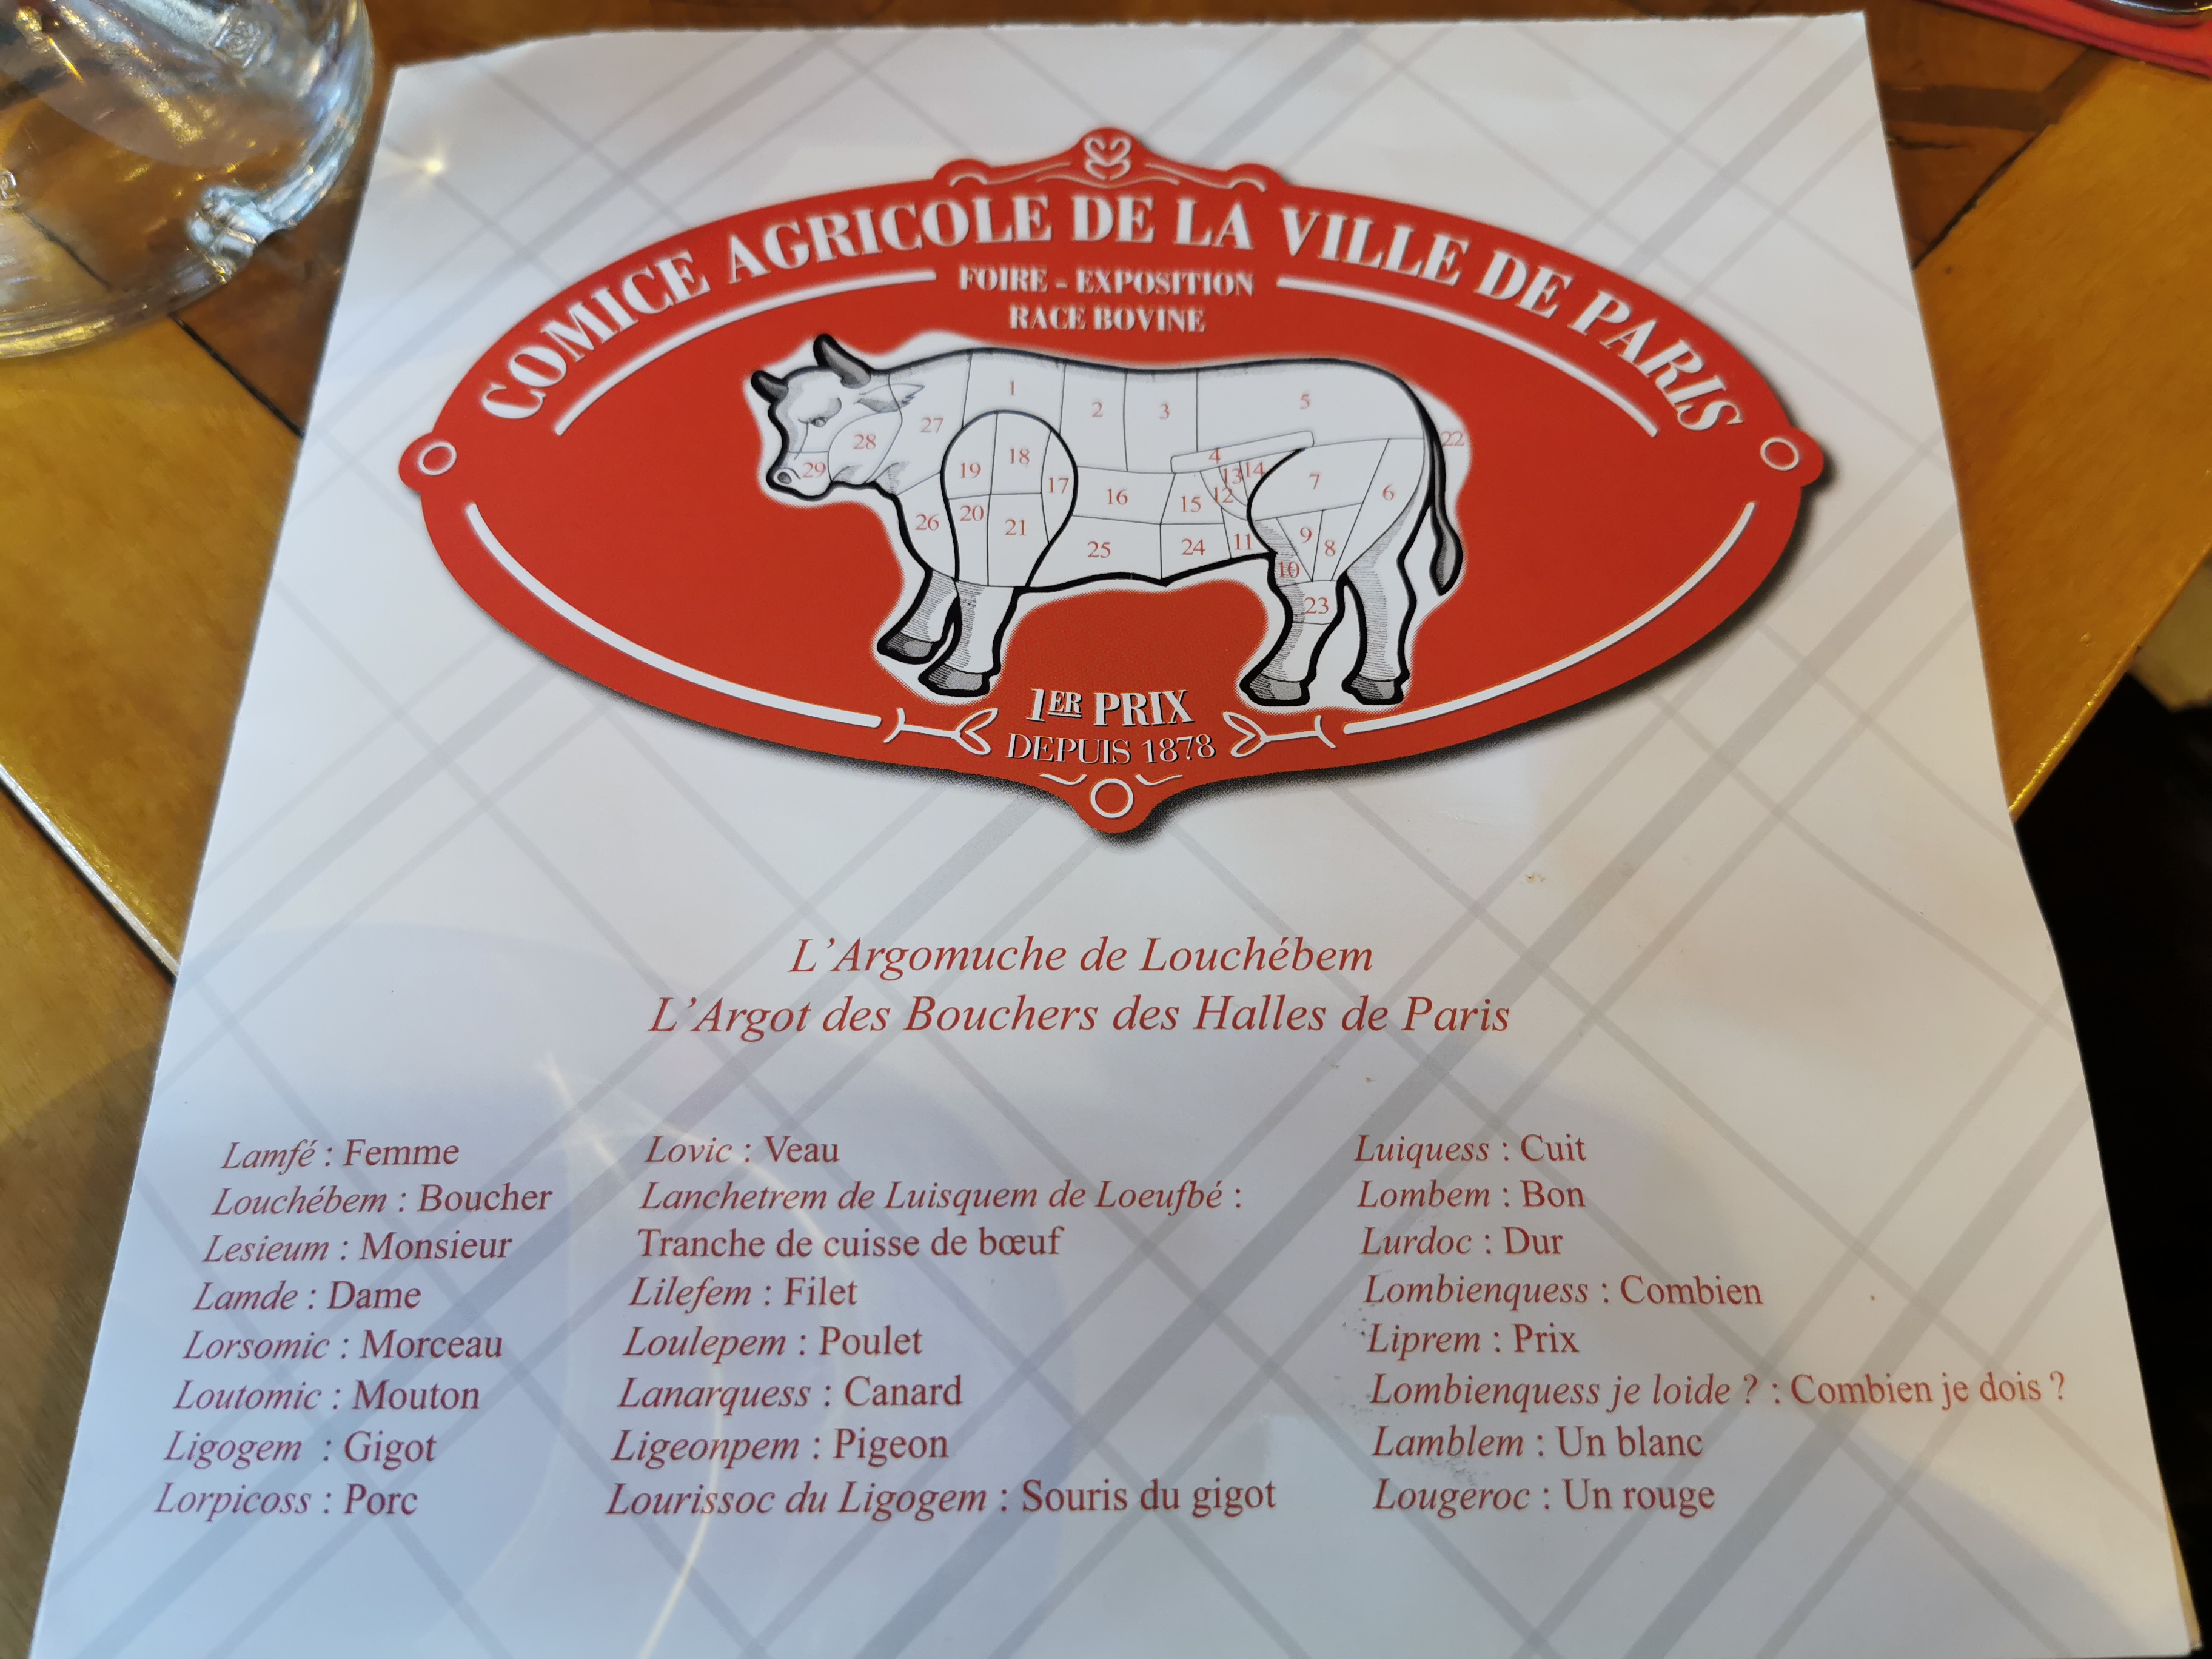 COMICE AGRICOLE DE LA VILLE DE PARIS
FOIRE - EXPOSITION
RACE BOVINE
1
2
3
4
5
6
7
8
9
10
11
12
13
14
15
16
17
18
19
20
21
22
23
24
25
26
27
28
29
1ER PRIX
DEPUIS 1878
L'Argomuche de Louchébem
L'Argot des Bouchers des Halles de Paris
Lamfé : Femme
Louchébem : Boucher
Lesieum : Monsieur
Lamde : Dame
Lorsomic : Morceau
Loutomic : Mouton
Ligogem : Gigot
Lorpicoss : Porc
Lovic : Veau
Lanchetrem de Luisquem de Loeufbé :
Tranche de cuisse de bœuf
Lilefem : Filet
Loulepem : Poulet
Lanarquess : Canard
Ligeonpem : Pigeon
Lourissoc du Ligogem : Souris du gigot
Luiquess : Cuit
Lombem : Bon
Lurdoc : Dur
Lombienquess : Combien
Liprem : Prix
Lombienquess je loide ? : Combien je dois ?
Lamblem : Un blanc
Lougeroc : Un rouge